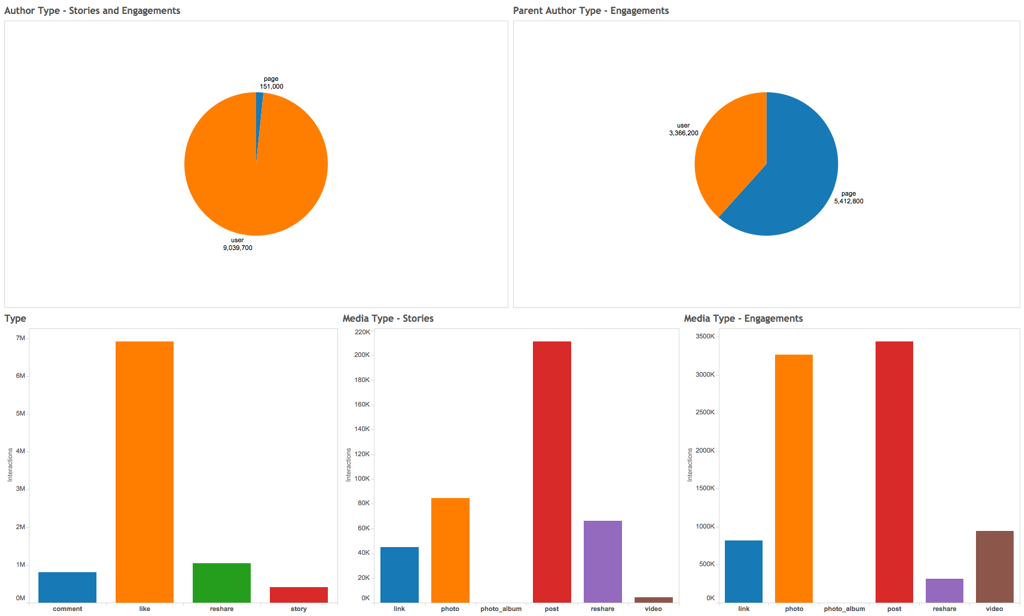 Author Type - Stories and Engagements
page
151,000
user
9,039,700
Parent Author Type - Engagements
user
3,366,200
page
5,412,800
Type
7M
6M
5M
4M
3M
2M
1M
0M
Interactions
comment like reshare story
Media Type - Stories
220K
200K
180K
160K
140K
120K
100K
80K
60K
40K
20K
0K
Interactions
link photo photo_album post reshare video
Media Type - Engagements
3500K
3000K
2500K
2000K
1500K
1000K
500K
0K
Interactions
link photo photo_album post reshare video